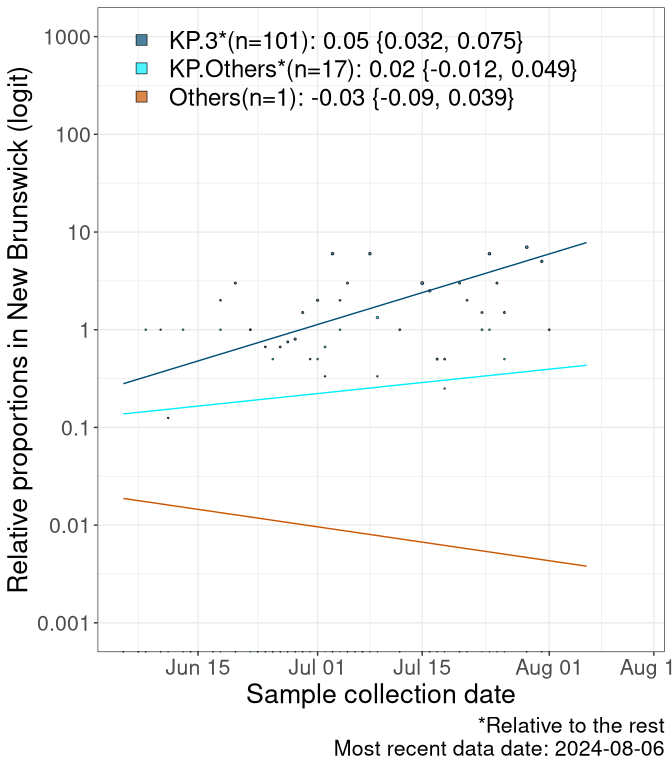 KP.3*(n=101): 0.05 {0.032, 0.075}
KP.Others*(n=17): 0.02 {-0.012, 0.049}
Others(n=1): -0.03 {-0.09, 0.039}
Relative proportions in New Brunswick (logit)
1000
100
10
1
0.1
0.01
0.001
Jun 15 Jul 01 Jul 15 Aug 01 Aug 1
Sample collection date
*Relative to the rest
Most recent data date: 2024-08-06